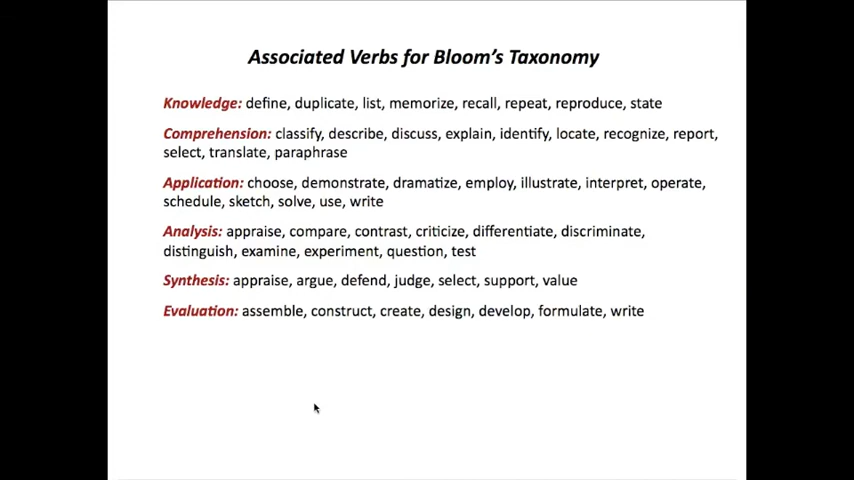 Associated Verbs for Bloom's Taxonomy
Knowledge: define, duplicate, list, memorize, recall, repeat, reproduce, state
Comprehension: classify, describe, discuss, explain, identify, locate, recognize, report,
select, translate, paraphrase
Application: choose, demonstrate, dramatize, employ, illustrate, interpret, operate,
schedule, sketch, solve, use, write
Analysis: appraise, compare, contrast, criticize, differentiate, discriminate,
distinguish, examine, experiment, question, test
Synthesis: appraise, argue, defend, judge, select, support, value
Evaluation: assemble, construct, create, design, develop, formulate, write